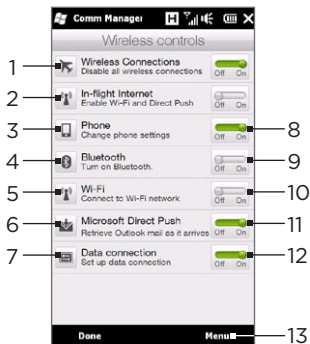 Comm Manager H
Wireless controls
1 Wireless Connections
Disable all wireless connections Off On
2 In-flight Internet
Enable Wi-Fi and Direct Push Off On
3 Phone 8
Change phone settings Off On
4 Bluetooth 9
Turn on Bluetooth. Off On
5 Wi-Fi 10
Connect to Wi-Fi network Off On
6 Microsoft Direct Push 11
Retrieve Outlook mail as it arrives Off On
7 Data connection 12
Set up data connection Off On
Done Menu 13